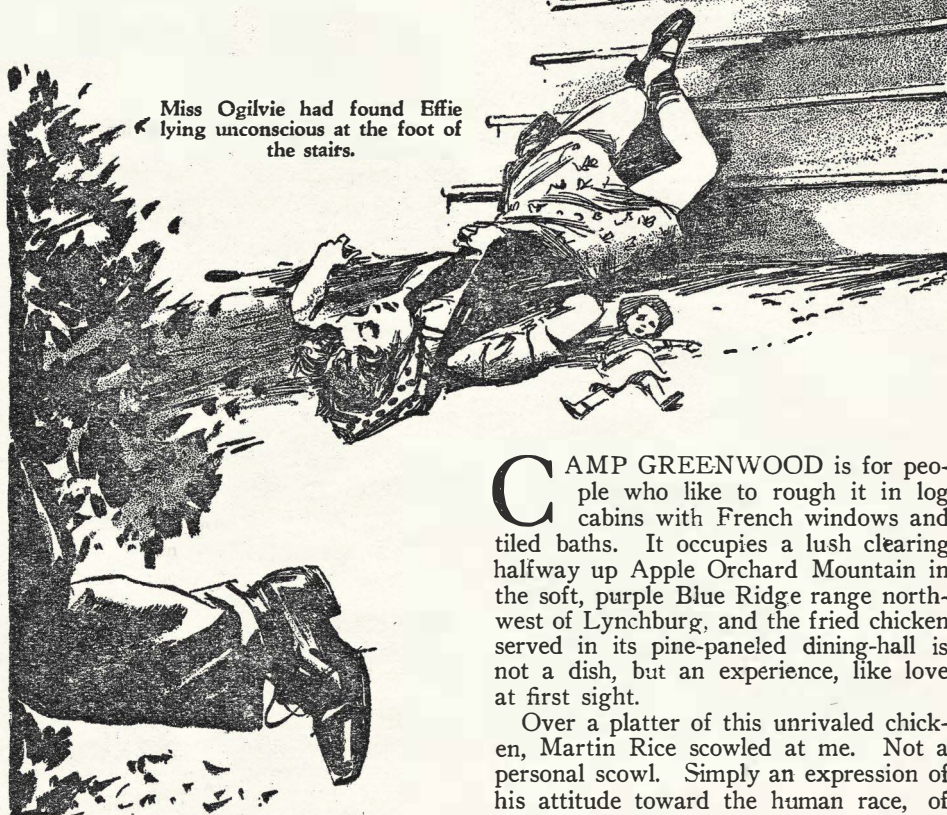 Miss Ogilvie had found Effie
lying unconscious at the foot of
the stairs.
CAMP GREENWOOD is for peo-
ple who like to rough it in log
cabins with French windows and
tiled baths. It occupies a lush clearing
halfway up Apple Orchard Mountain in
the soft, purple Blue Ridge range north-
west of Lynchburg, and the fried chicken
served in its pine-paneled dining-hall is
not a dish, but an experience, like love
at first sight.
Over a platter of this unrivaled chick-
en, Martin Rice scowled at me. Not a
personal scowl. Simply an expression of
his attitude toward the human race, of